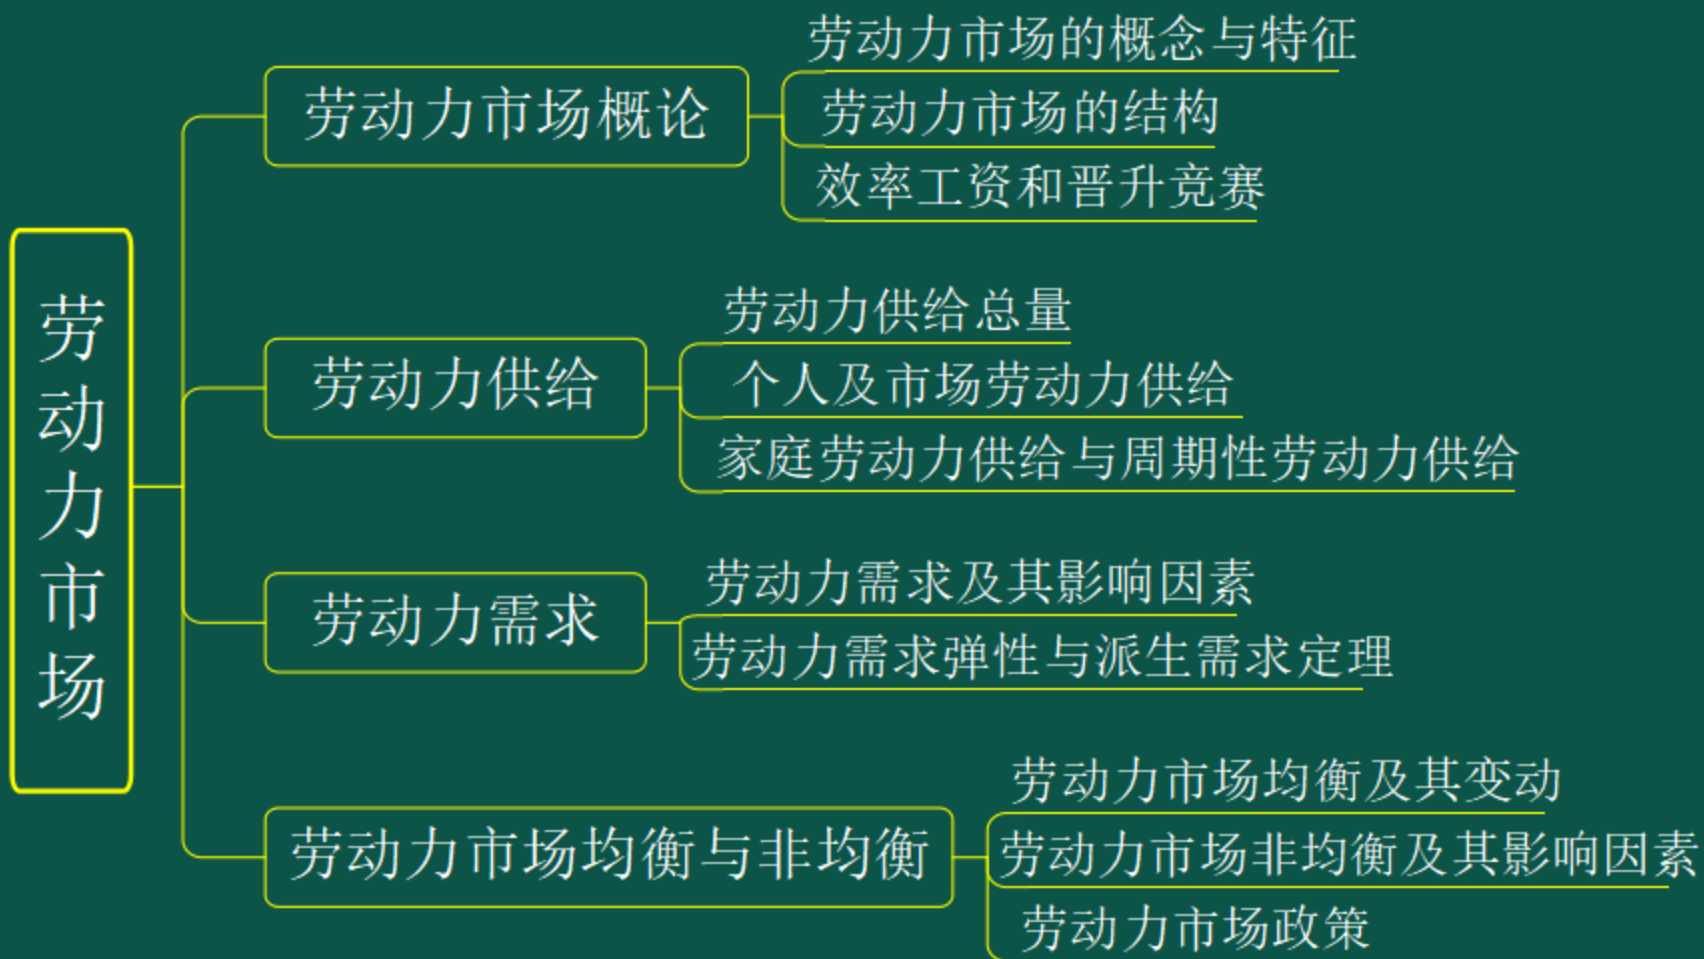 劳动力市场
劳动力市场概论
劳动力市场的概念与特征
劳动力市场的结构
效率工资和晋升竞赛
劳动力供给
劳动力供给总量
个人及市场劳动力供给
家庭劳动力供给与周期性劳动力供给
劳动力需求
劳动力需求及其影响因素
劳动力需求弹性与派生需求定理
劳动力市场均衡与非均衡
劳动力市场均衡及其变动
劳动力市场非均衡及其影响因素
劳动力市场政策